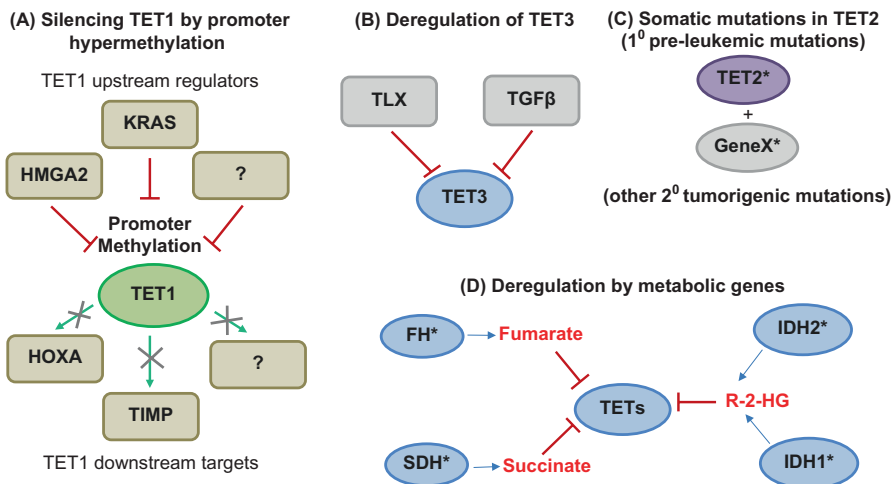 (A) Silencing TET1 by promoter
hypermethylation
TET1 upstream regulators
KRAS
HMGA2
?
Promoter
Methylation
TET1
HOXA
?
TIMP
TET1 downstream targets
(B) Deregulation of TET3
TLX
TGFβ
TET3
(C) Somatic mutations in TET2
(1⁰ pre-leukemic mutations)
TET2*
+
GeneX*
(other 2⁰ tumorigenic mutations)
(D) Deregulation by metabolic genes
FH*
Fumarate
IDH2*
TETs
R-2-HG
SDH*
Succinate
IDH1*